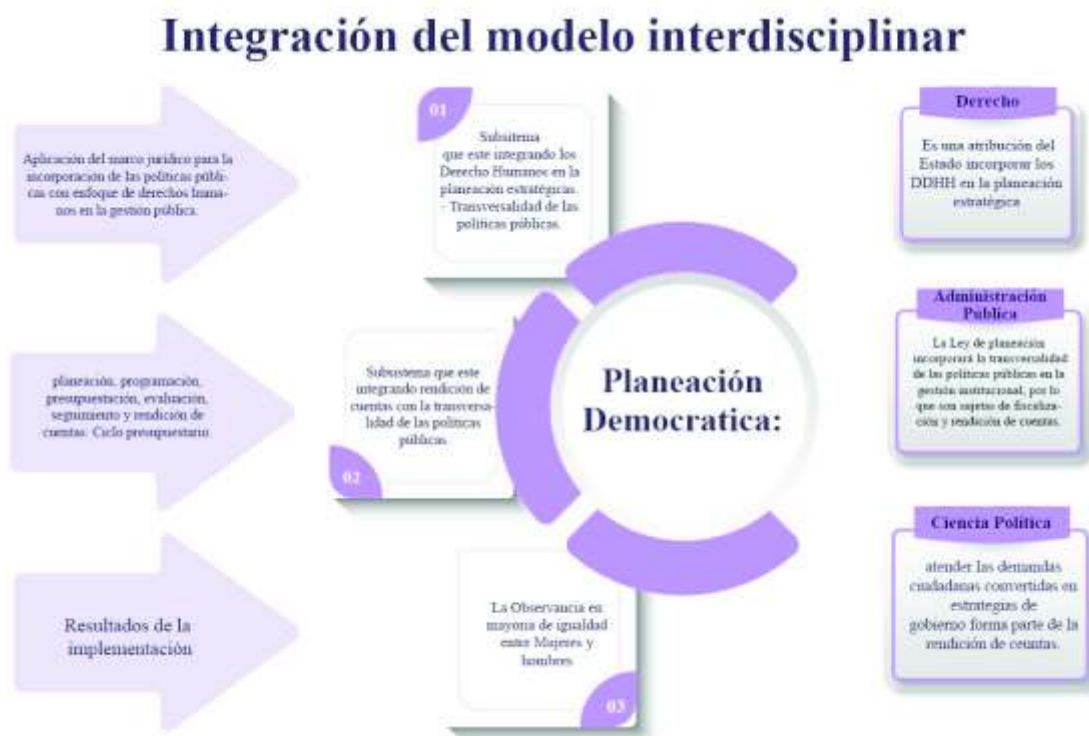 Integración del modelo interdisciplinar
Aplicación del marco jurídico para la
incorporación de las políticas públi-
cas con enfoque de derechos huma-
nos en la gestión pública.
01
Subsitema
que este integrando los
Derecho Humanos en la
planeación estratégicas.
- Transversalidad de las
políticas públicas.
Derecho
Es una atribución del
Estado incorporar los
DDHH en la planeación
estratégica
planeación, programación,
presupuestación, evaluación,
seguimiento y rendición de
cuentas. Ciclo presupuestario.
Subsistema que este
integrando rendición de
cuentas con la transversa-
lidad de las políticas
públicas.
02
Planeación
Democratica:
Administración
Publica
La Ley de planeación
incorporará la transversalidad
de las políticas públicas en la
gestión institucional, por lo
que son sujetos de fiscaliza-
ción y rendición de cuentas.
Resultados de la
implementación
La Observancia en
mayoria de igualdad
entre Mujeres y
hombres
03
Ciencia Política
atender las demandas
ciudadanas convertidas en
estrategias de
gobierno forma parte de la
rendición de ceuntas.